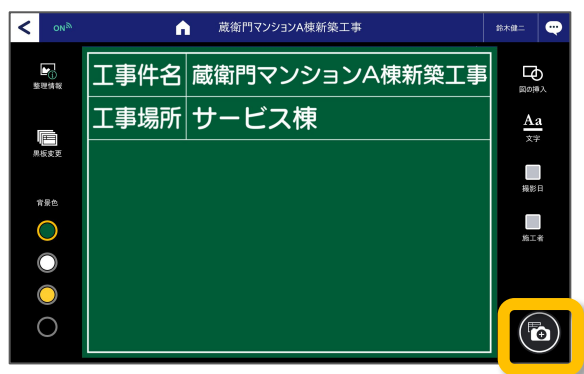 ON
蔵衛門マンションA棟新築工事
鈴木健二
整理情報
黒板変更
背景色
工事件名 蔵衛門マンションA棟新築工事
工事場所 サービス棟
図の挿入
Aa
文字
撮影日
施工者